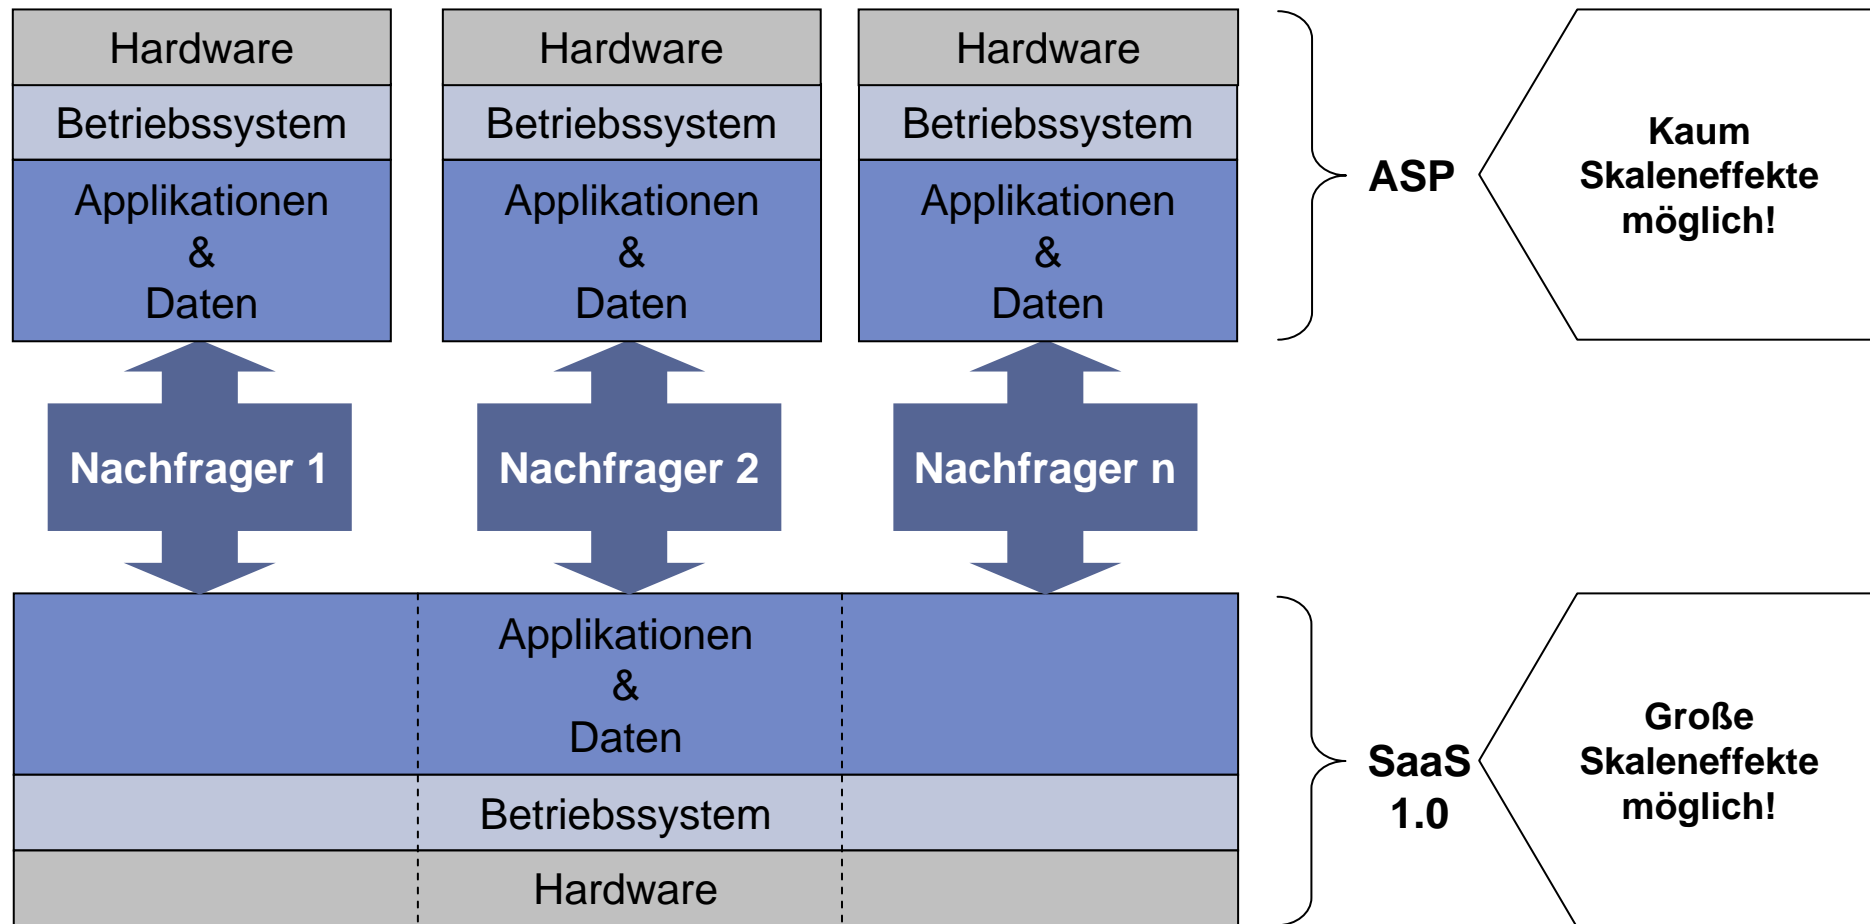 Hardware
Betriebssystem
Applikationen
&
Daten
Hardware
Betriebssystem
Applikationen
&
Daten
Hardware
Betriebssystem
Applikationen
&
Daten
ASP
Kaum
Skaleneffekte
möglich!
Nachfrager 1
Nachfrager 2
Nachfrager n
Applikationen
&
Daten
Betriebssystem
Hardware
SaaS
1.0
Große
Skaleneffekte
möglich!